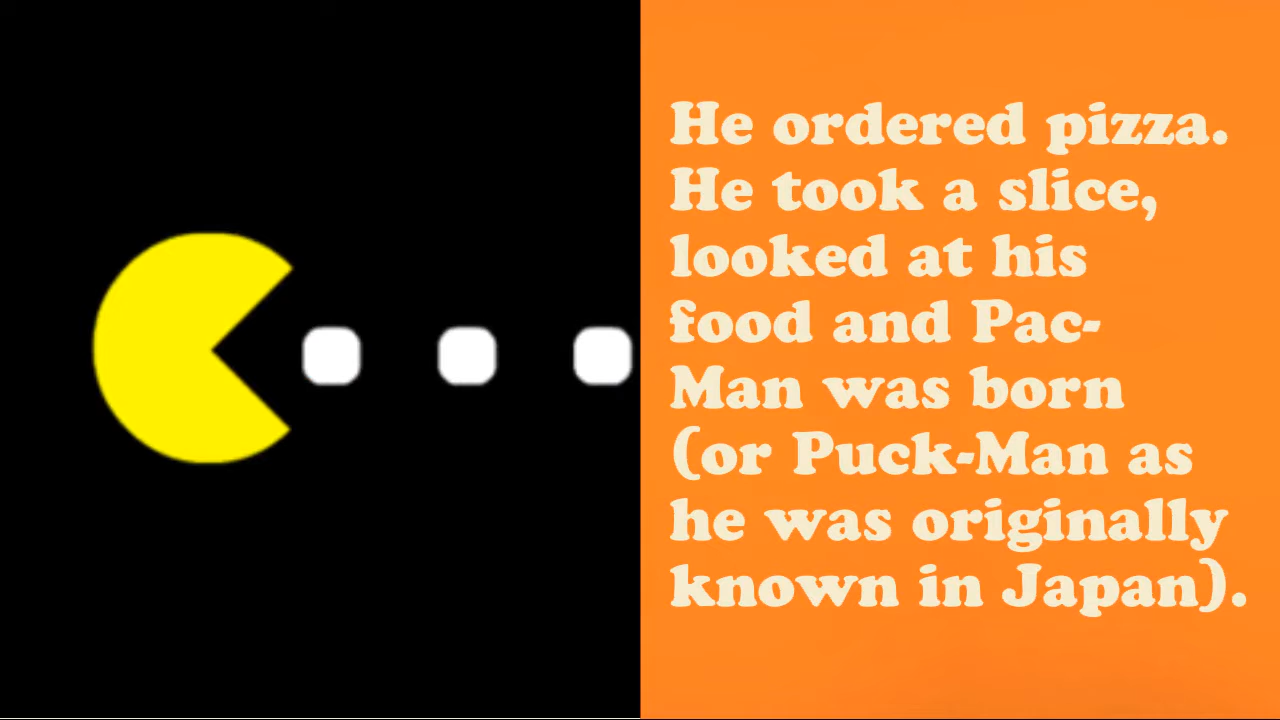 He ordered pizza.
He took a slice,
looked at his
food and Pac-
Man was born
(or Puck-Man as
he was originally
known in Japan).